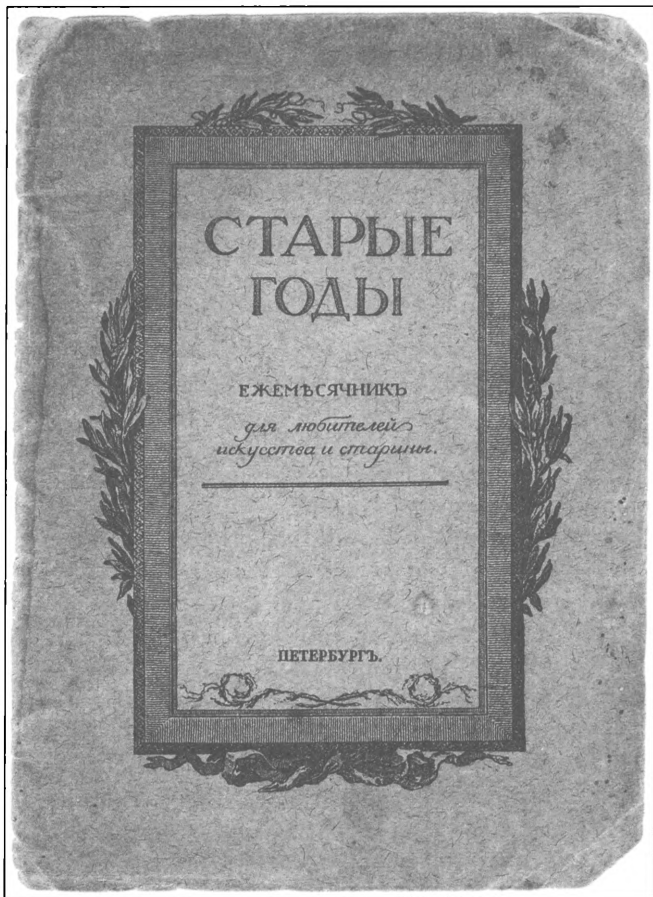 СТАРЫЕ
ГОДЫ
ЕЖЕМѢСЯЧНИКЪ
для любителей
искусства и старины.
ПЕТЕРБУРГЪ.